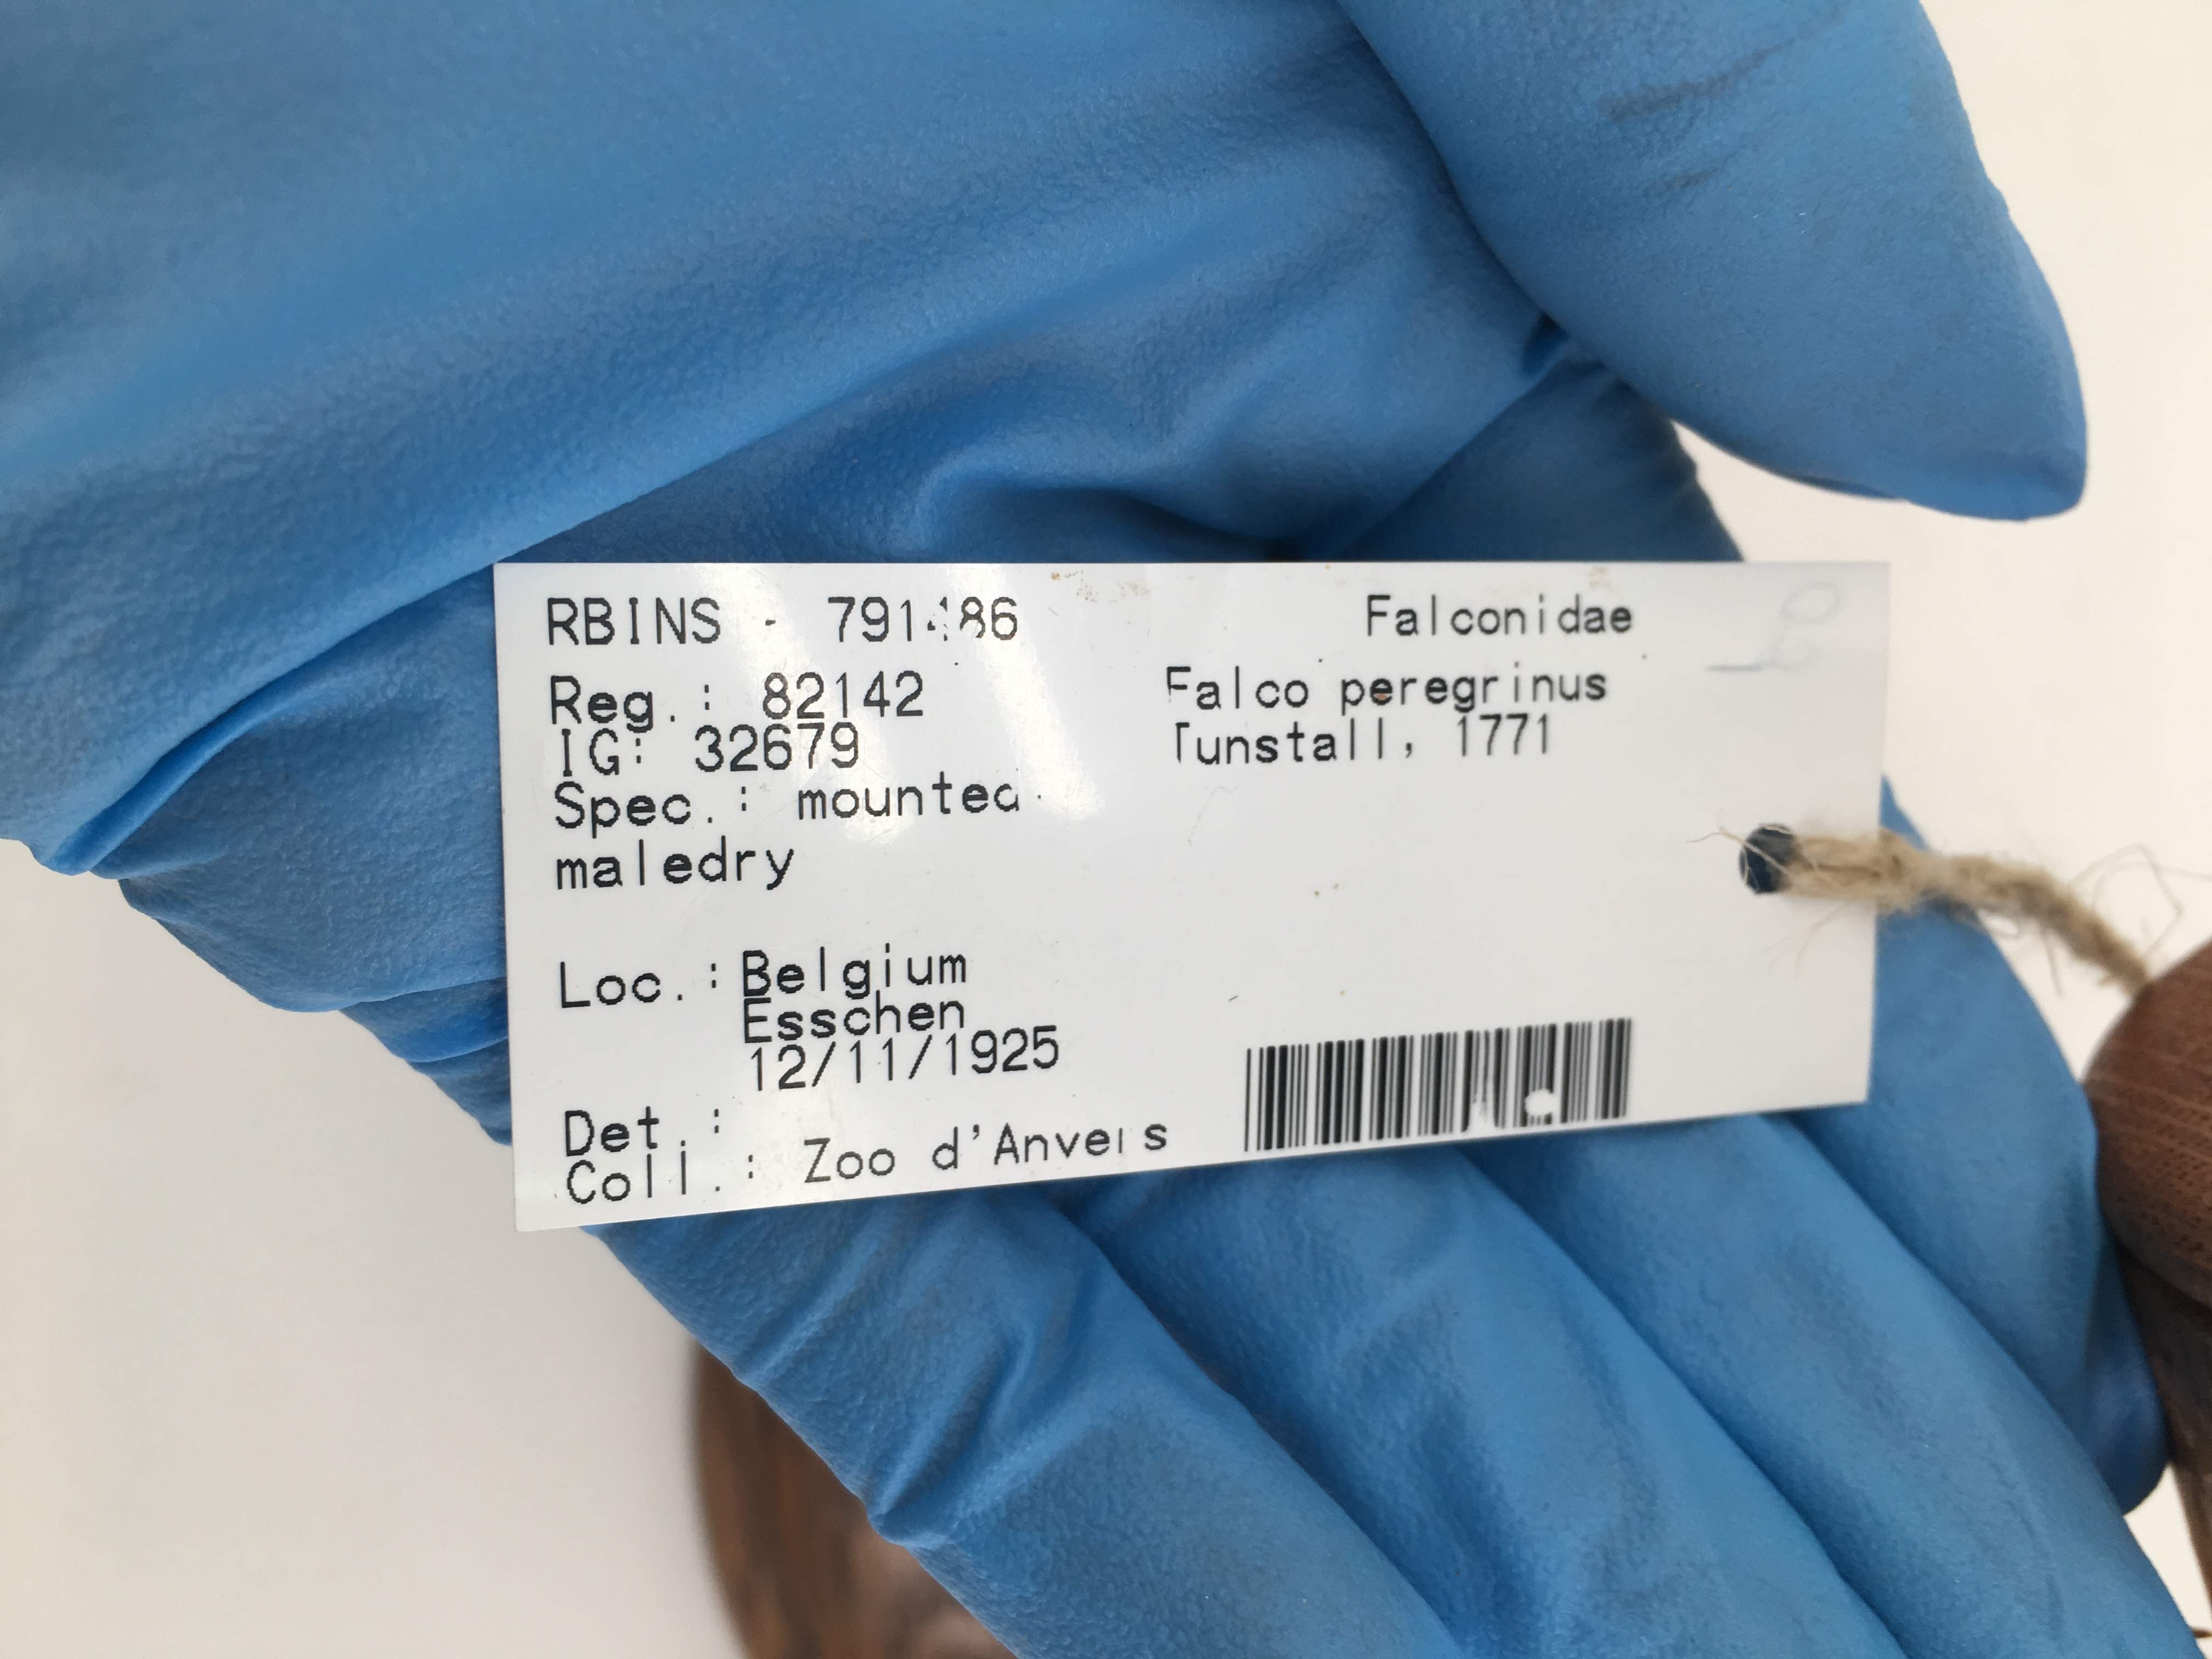 RBINS - 791486
Falconidae
Reg.: 82142
Falco peregrinus
IG: 32679
Tunstall, 1771
Spec.: mounted
maledry
Loc.: Belgium
Esschen
12/11/1925
Det.:
Coll.: Zoo d'Anvers